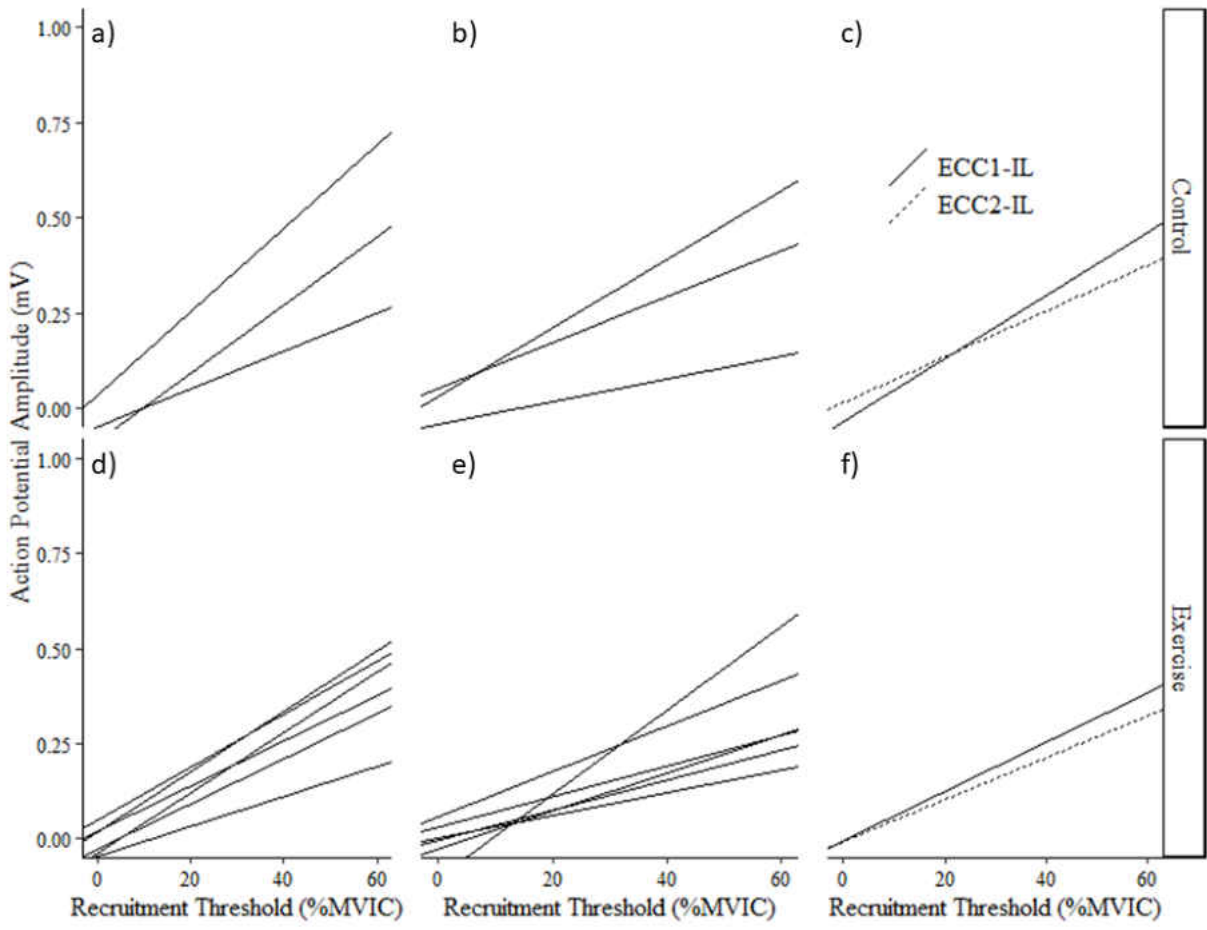 a)
b)
c)
1.00
0.75
0.50
0.25
0.00
ECC1-IL
ECC2-IL
Control
Action Potential Amplitude (mV)
d)
e)
f)
1.00
0.75
0.50
0.25
0.00
Exercise
0 20 40 60
0 20 40 60
0 20 40 60
Recruitment Threshold (%MVIC)
Recruitment Threshold (%MVIC)
Recruitment Threshold (%MVIC)